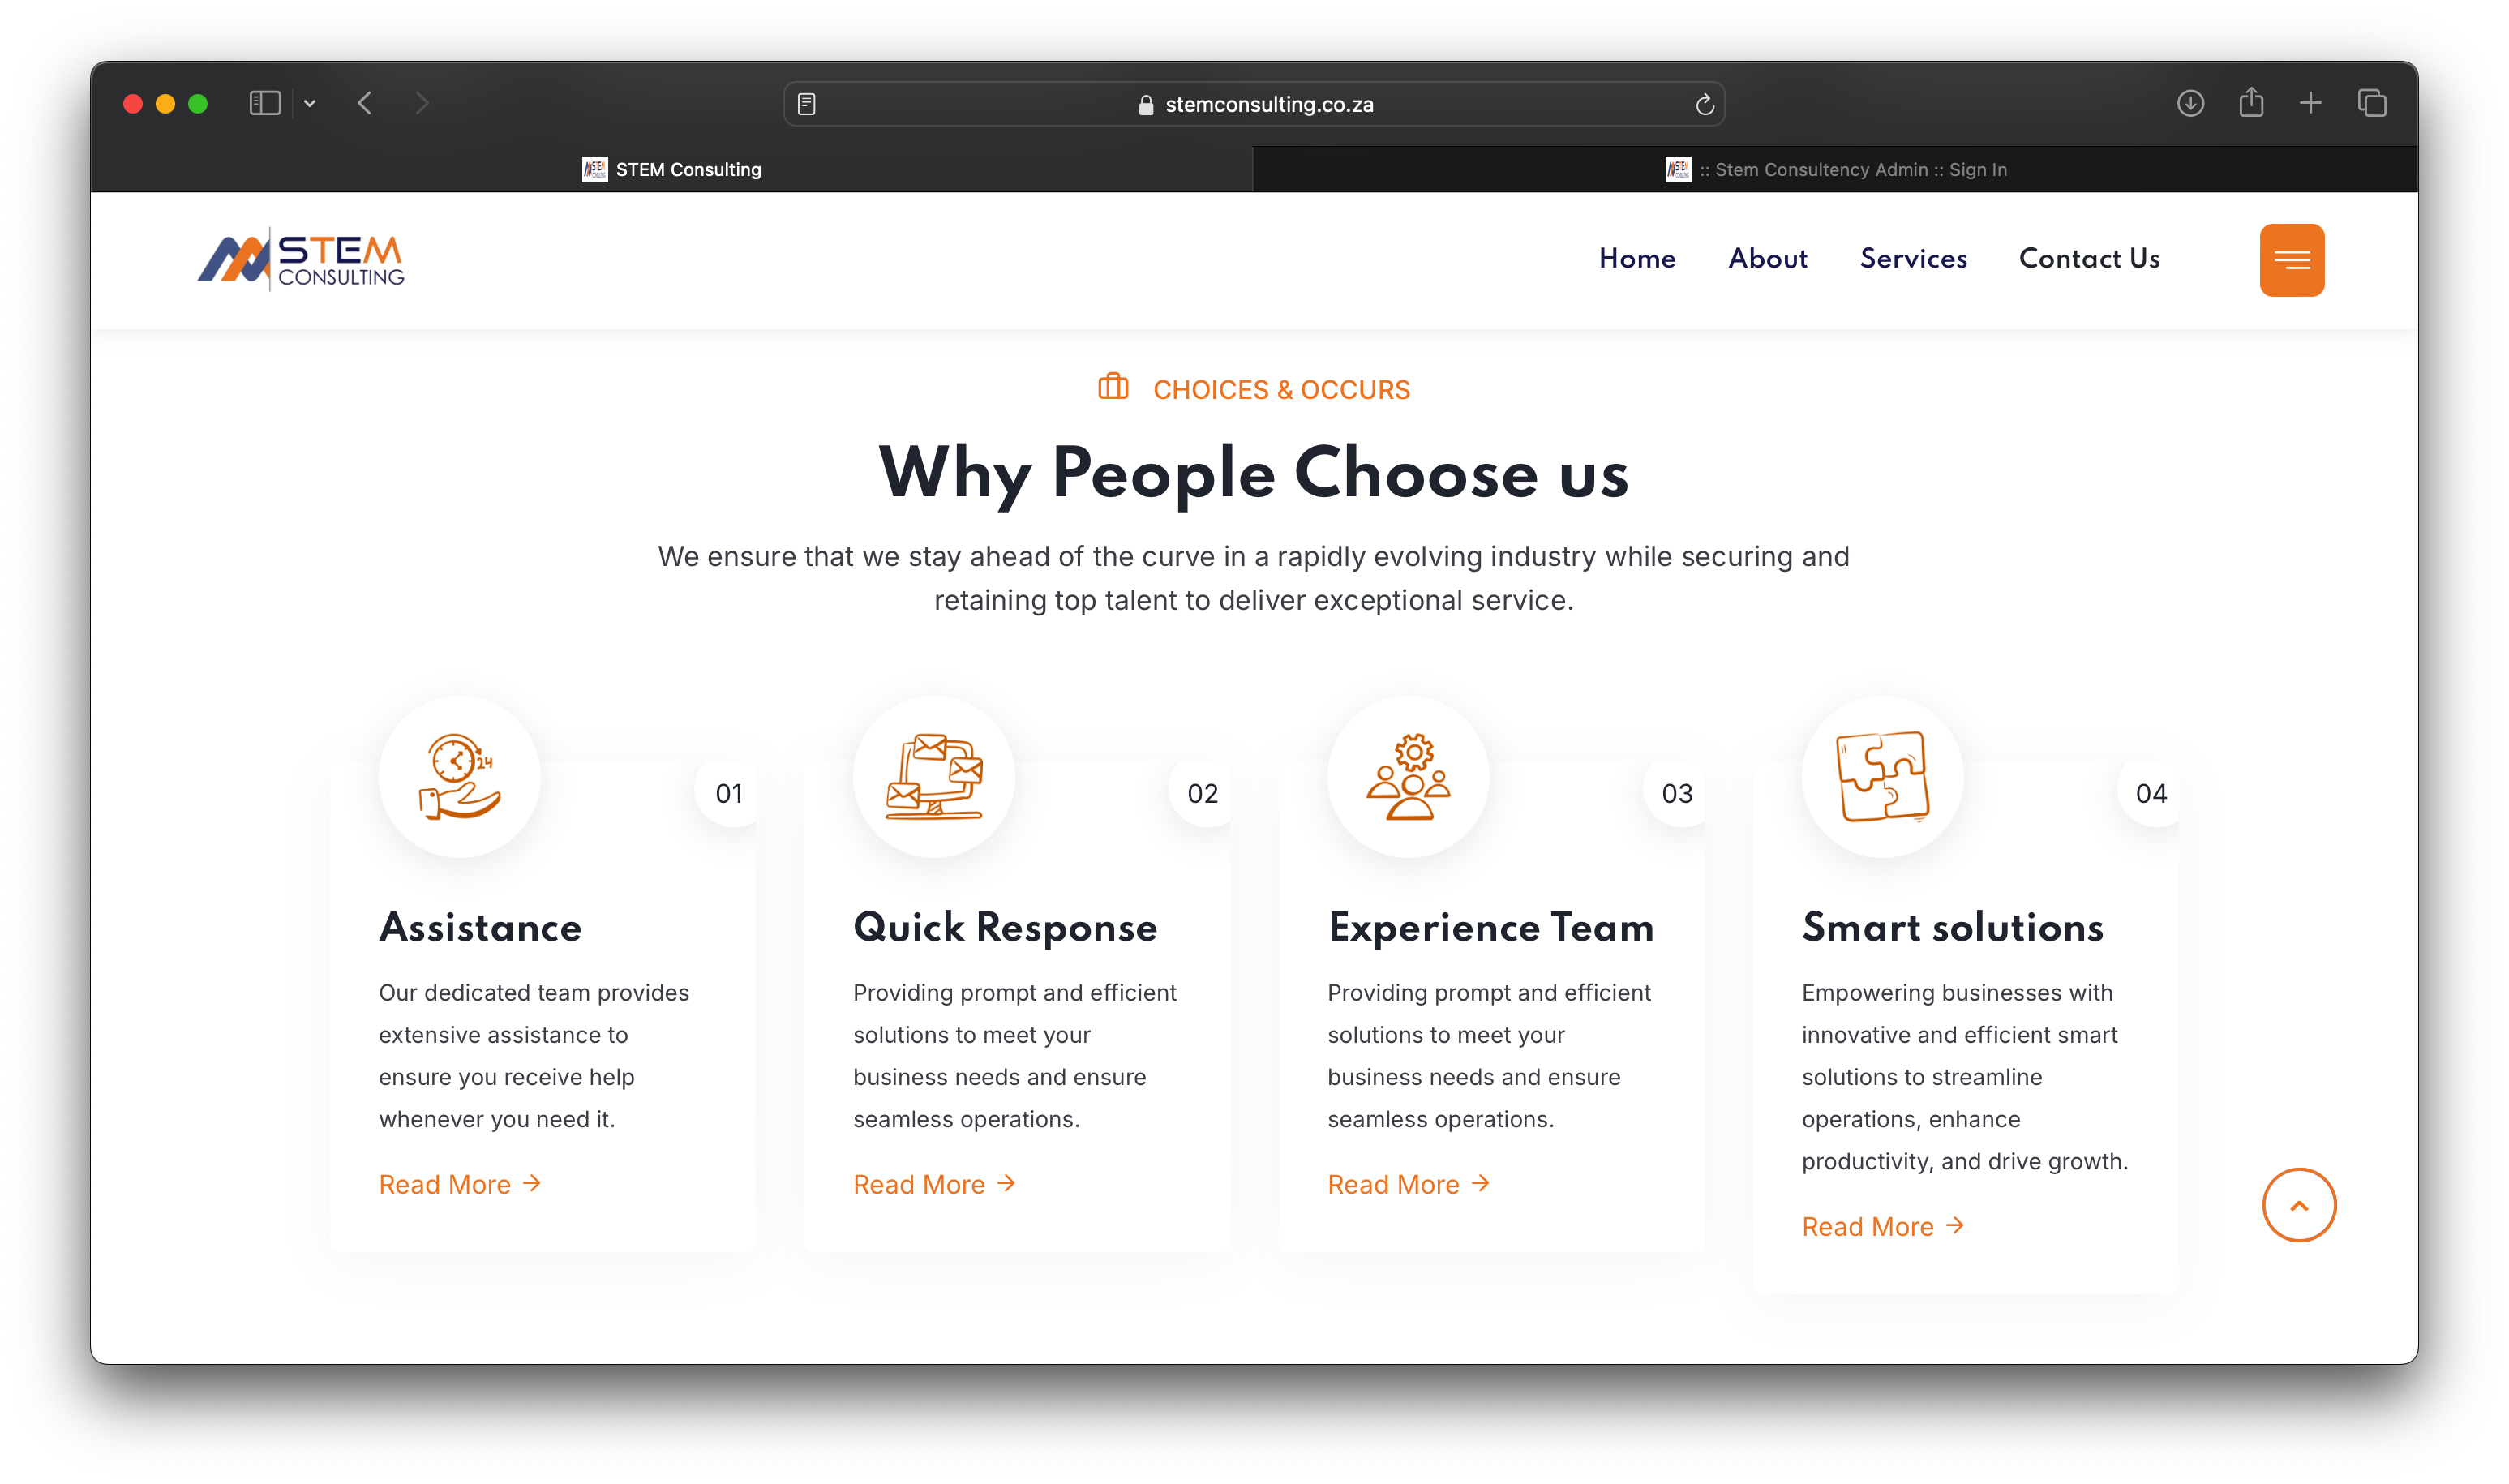 stemconsulting.co.za
STEM Consulting
:: Stem Consultency Admin :: Sign In
STEM
CONSULTING
Home
About
Services
Contact Us
CHOICES & OCCURS
Why People Choose us
We ensure that we stay ahead of the curve in a rapidly evolving industry while securing and
retaining top talent to deliver exceptional service.
24
01
Assistance
Our dedicated team provides
extensive assistance to
ensure you receive help
whenever you need it.
Read More
02
Quick Response
Providing prompt and efficient
solutions to meet your
business needs and ensure
seamless operations.
Read More
03
Experience Team
Providing prompt and efficient
solutions to meet your
business needs and ensure
seamless operations.
Read More
04
Smart solutions
Empowering businesses with
innovative and efficient smart
solutions to streamline
operations, enhance
productivity, and drive growth.
Read More